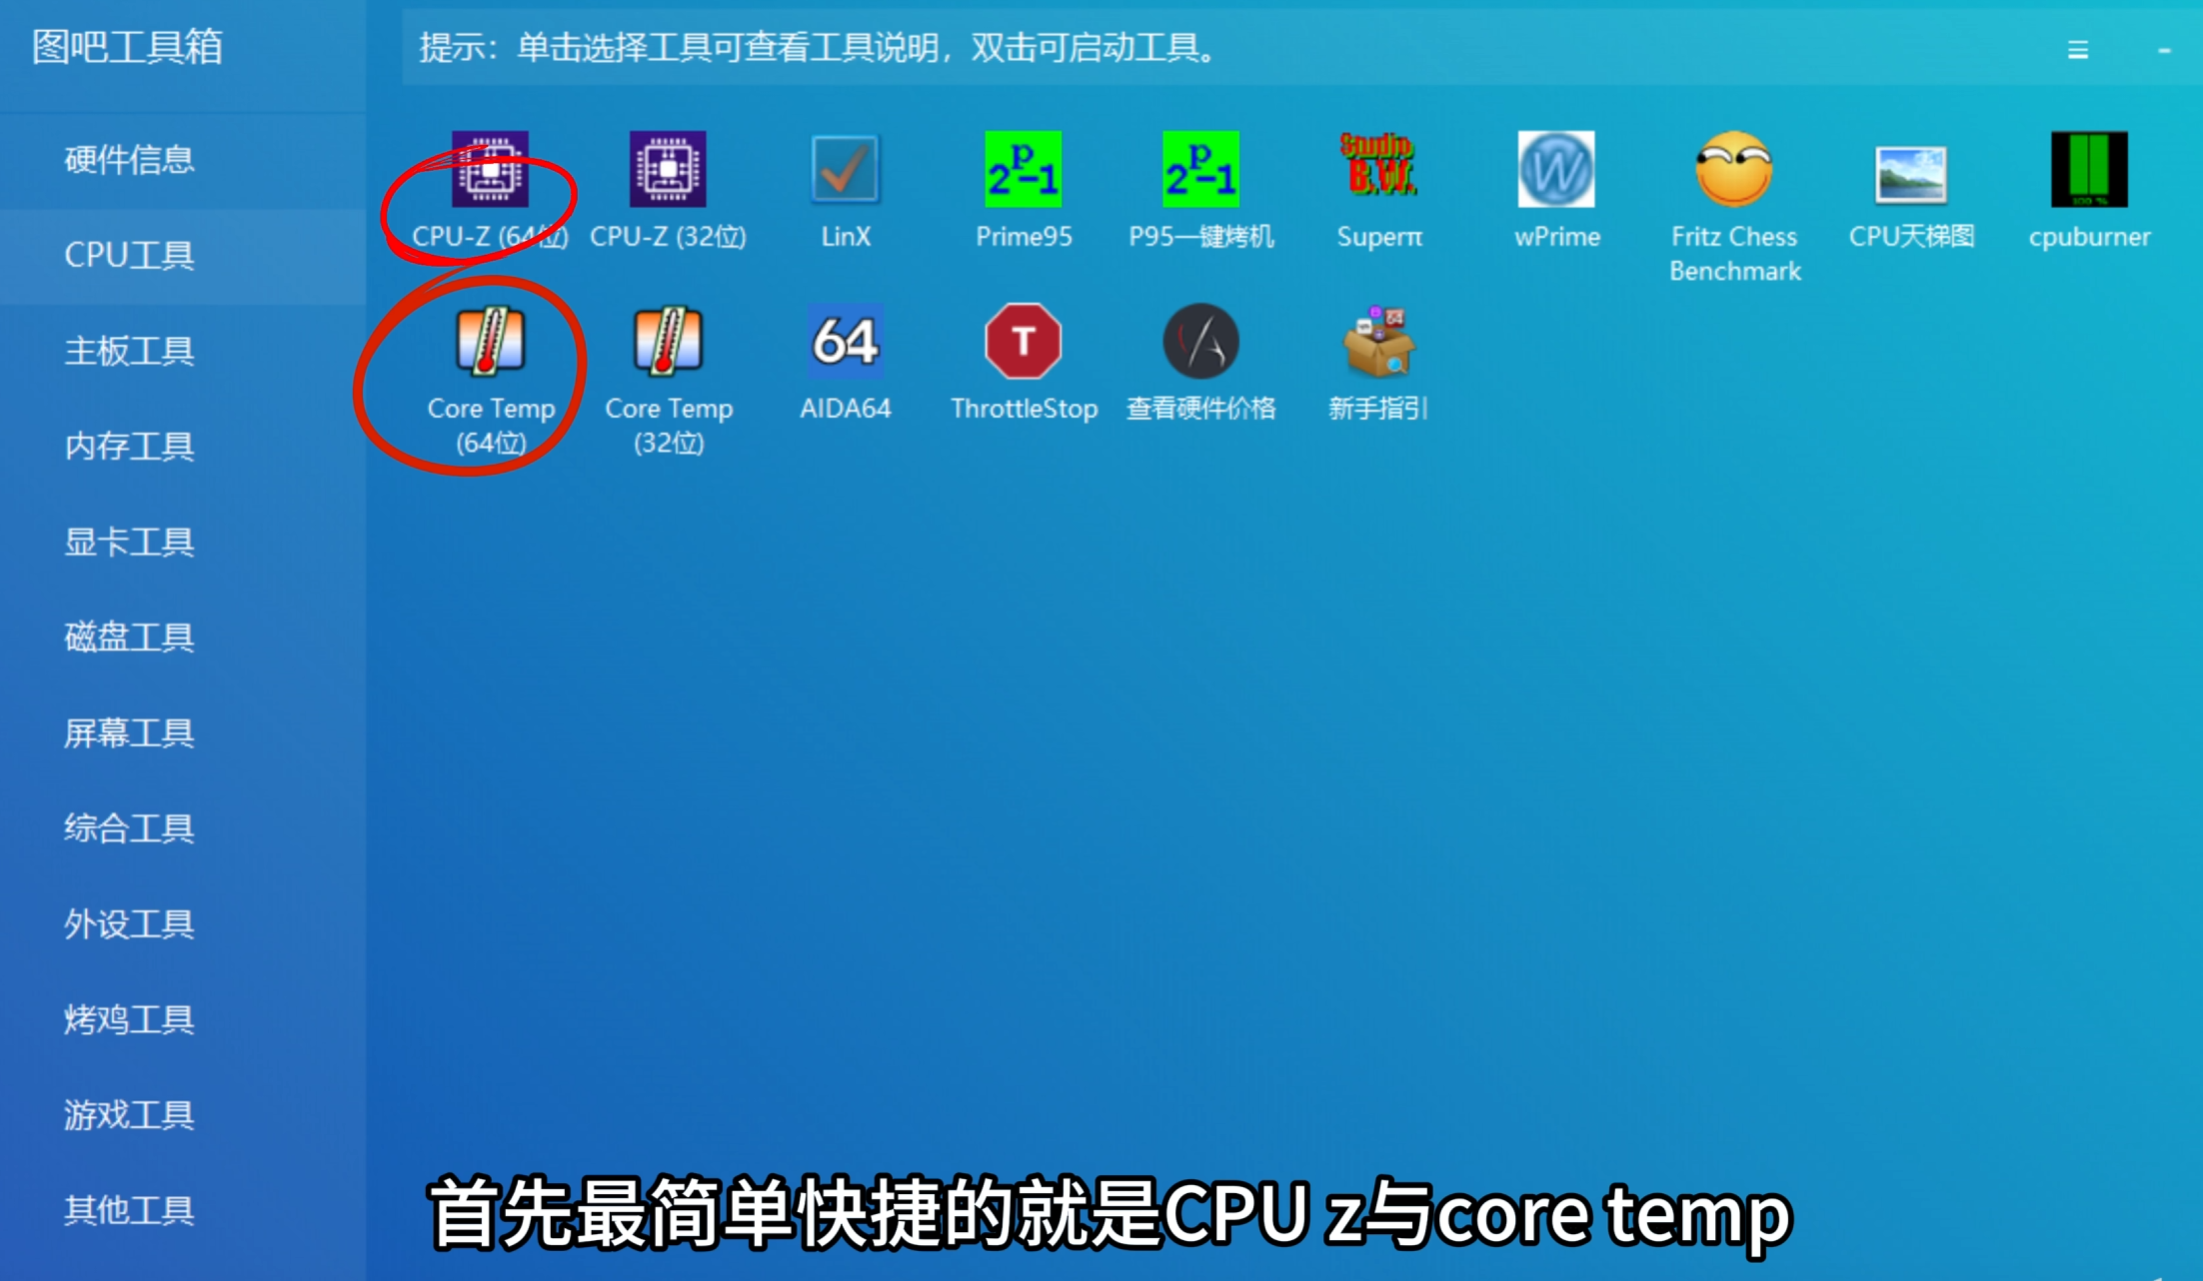 图吧工具箱
提示：单击选择工具可查看工具说明，双击可启动工具。
硬件信息
CPU工具
主板工具
内存工具
显卡工具
磁盘工具
屏幕工具
综合工具
外设工具
烤鸡工具
游戏工具
其他工具
CPU-Z (64位)
CPU-Z (32位)
LinX
Prime95
P95一键烤机
Superπ
wPrime
Fritz Chess
Benchmark
CPU天梯图
cpuburner
Core Temp
(64位)
Core Temp
(32位)
64
AIDA64
T
ThrottleStop
查看硬件价格
新手指引
2^P-1
2^P-1
Studio
B.W.
W
100 %
首先最简单快捷的就是CPU z与core temp